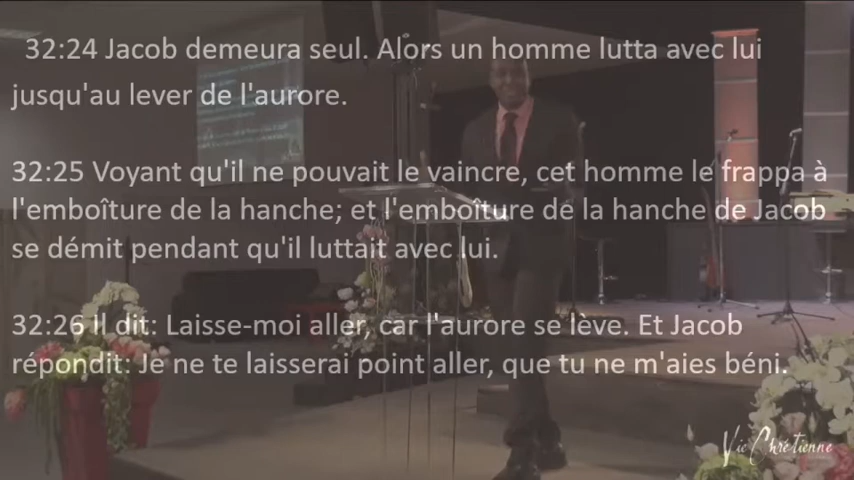 32:24 Jacob demeura seul. Alors un homme lutta avec lui
jusqu'au lever de l'aurore.
32:25 Voyant qu'il ne pouvait le vaincre, cet homme le frappa à
l'emboîture de la hanche; et l'emboîture de la hanche de Jacob
se démit pendant qu'il luttait avec lui.
32:26 Il dit: Laisse-moi aller, car l'aurore se lève. Et Jacob
répondit: Je ne te laisserai point aller, que tu ne m'aies béni.
Vie Chrétienne